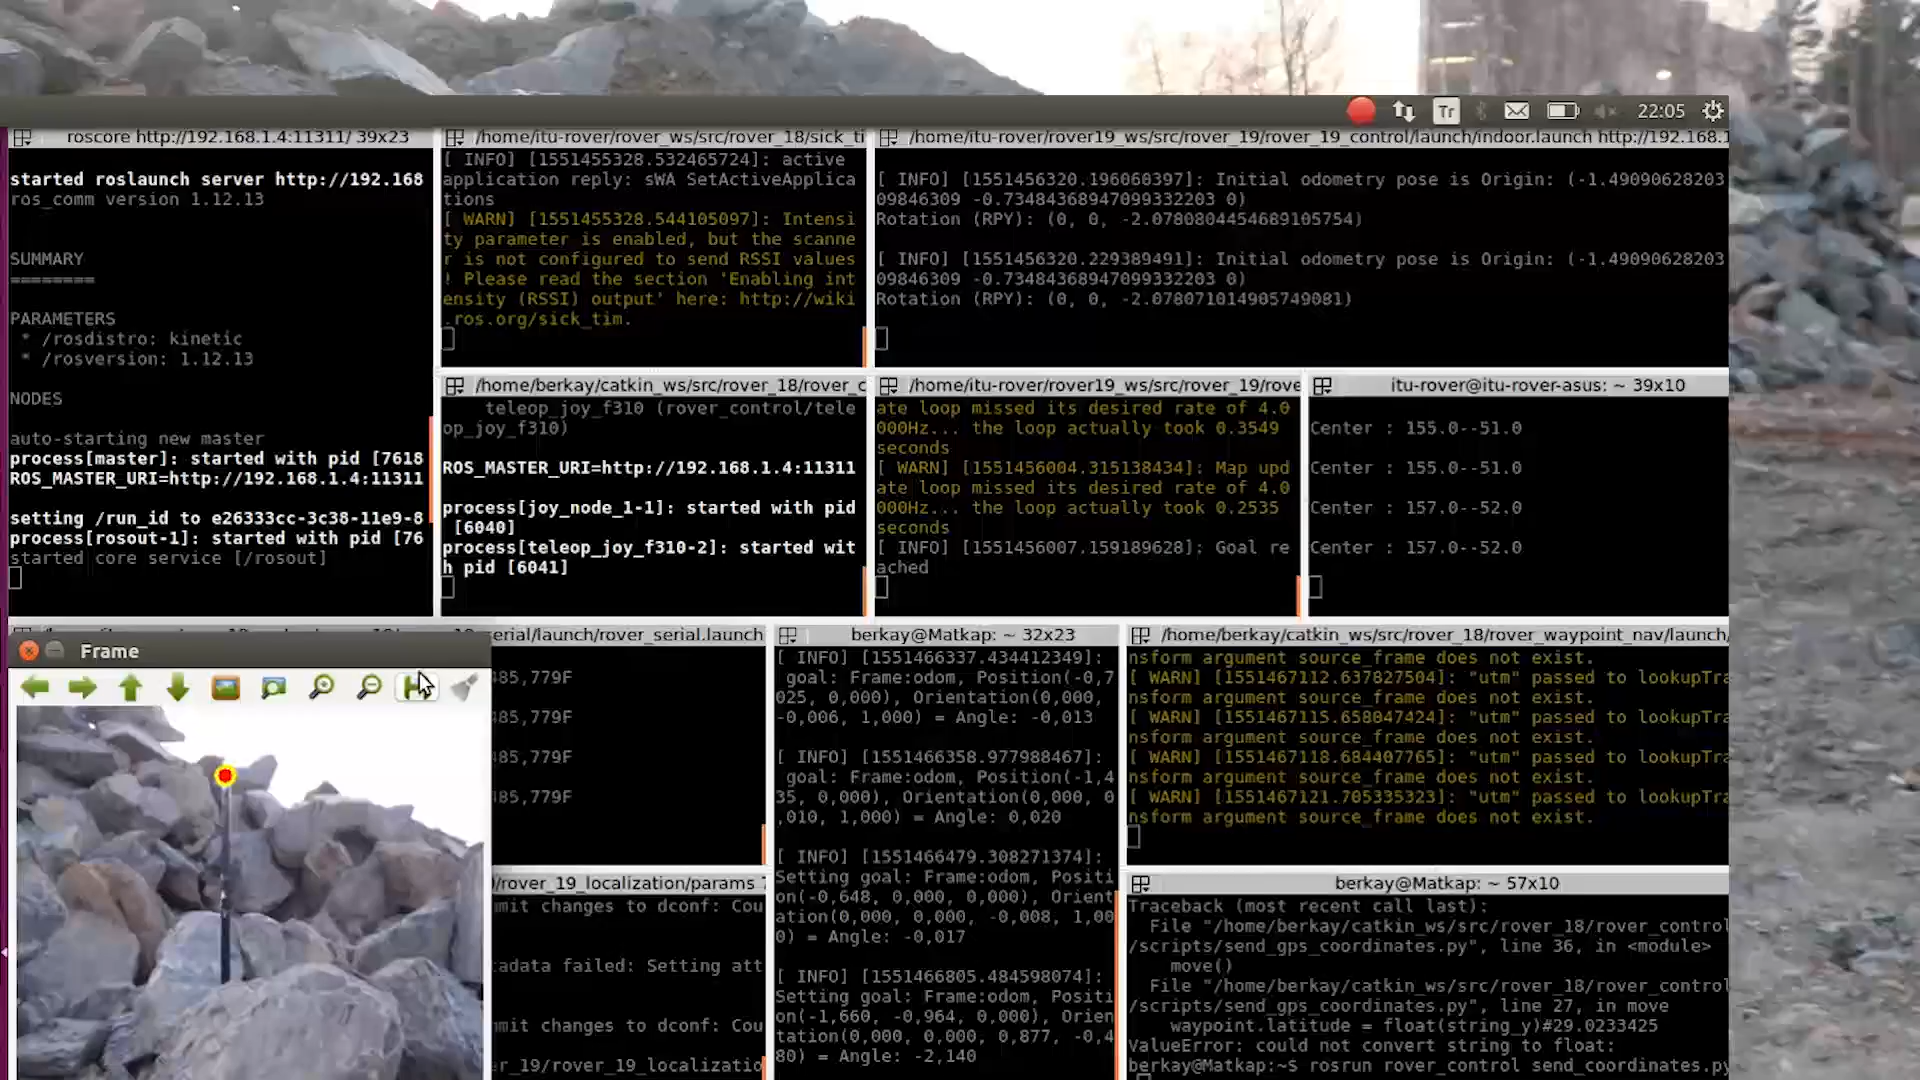 Tr
22:05
roscore http://192.168.1.4:11311/ 39x23
started roslaunch server http://192.168
ros_comm version 1.12.13
SUMMARY
========
PARAMETERS
* /rosdistro: kinetic
* /rosversion: 1.12.13
NODES
auto-starting new master
process[master]: started with pid [7618
ROS_MASTER_URI=http://192.168.1.4:11311
setting /run_id to e26333cc-3c38-11e9-8
process[rosout-1]: started with pid [76
started core service [/rosout]
/home/itu-rover/rover_ws/src/rover_18/sick_ti
[ INFO] [1551455328.532465724]: active
application reply: sWA SetActiveApplica
tions
[ WARN] [1551455328.544105097]: Intensi
ty parameter is enabled, but the scanne
r is not configured to send RSSI values
! Please read the section 'Enabling int
ensity (RSSI) output' here: http://wiki
.ros.org/sick_tim.
/home/itu-rover/rover19_ws/src/rover_19/rover_19_control/launch/indoor.launch http://192.168.1
[ INFO] [1551456320.196060397]: Initial odometry pose is Origin: (-1.49090628203
09846309 -0.73484368947099332203 0)
Rotation (RPY): (0, 0, -2.0780804454689105754)
[ INFO] [1551456320.229389491]: Initial odometry pose is Origin: (-1.49090628203
09846309 -0.73484368947099332203 0)
Rotation (RPY): (0, 0, -2.078071014905749081)
/home/berkay/catkin_ws/src/rover_18/rover_c
teleop_joy_f310 (rover_control/tele
op_joy_f310)
ROS_MASTER_URI=http://192.168.1.4:11311
process[joy_node_1-1]: started with pid
[6040]
process[teleop_joy_f310-2]: started wit
h pid [6041]
/home/itu-rover/rover19_ws/src/rover_19/rove
ate loop missed its desired rate of 4.0
000Hz... the loop actually took 0.3549
seconds
[ WARN] [1551456004.315138434]: Map upd
ate loop missed its desired rate of 4.0
000Hz... the loop actually took 0.2535
seconds
[ INFO] [1551456007.159189628]: Goal re
ached
itu-rover@itu-rover-asus: ~ 39x10
Center : 155.0--51.0
Center : 155.0--51.0
Center : 157.0--52.0
Center : 157.0--52.0
Frame
serial/launch/rover_serial.launch
485,779F
485,779F
485,779F
485,779F
/rover_19_localization/params
mmit changes to dconf: Cou
adata failed: Setting att
mmit changes to dconf: Cou
er_19/rover_19_localizatio
berkay@Matkap: ~ 32x23
[ INFO] [1551466337.434412349]:
goal: Frame:odom, Position(-0,7
025, 0,000), Orientation(0,000,
-0,006, 1,000) = Angle: -0,013
[ INFO] [1551466358.977988467]:
goal: Frame:odom, Position(-1,4
35, 0,000), Orientation(0,000, 0
,010, 1,000) = Angle: 0,020
[ INFO] [1551466479.308271374]:
Setting goal: Frame:odom, Positi
on(-0,648, 0,000, 0,000), Orient
ation(0,000, 0,000, -0,008, 1,00
0) = Angle: -0,017
[ INFO] [1551466805.484598074]:
Setting goal: Frame:odom, Positi
on(-1,660, -0,964, 0,000), Orien
tation(0,000, 0,000, 0,877, -0,4
80) = Angle: -2,140
/home/berkay/catkin_ws/src/rover_18/rover_waypoint_nav/launch/
nsform argument source_frame does not exist.
[ WARN] [1551467112.637827504]: "utm" passed to lookupTra
nsform argument source_frame does not exist.
[ WARN] [1551467115.658047424]: "utm" passed to lookupTra
nsform argument source_frame does not exist.
[ WARN] [1551467118.684407765]: "utm" passed to lookupTra
nsform argument source_frame does not exist.
[ WARN] [1551467121.705335323]: "utm" passed to lookupTra
nsform argument source_frame does not exist.
berkay@Matkap: ~ 57x10
Traceback (most recent call last):
File "/home/berkay/catkin_ws/src/rover_18/rover_control
/scripts/send_gps_coordinates.py", line 36, in <module>
move()
File "/home/berkay/catkin_ws/src/rover_18/rover_control
/scripts/send_gps_coordinates.py", line 27, in move
waypoint.latitude = float(string_y)#29.0233425
ValueError: could not convert string to float:
berkay@Matkap:~$ rosrun rover_control send_coordinates.py